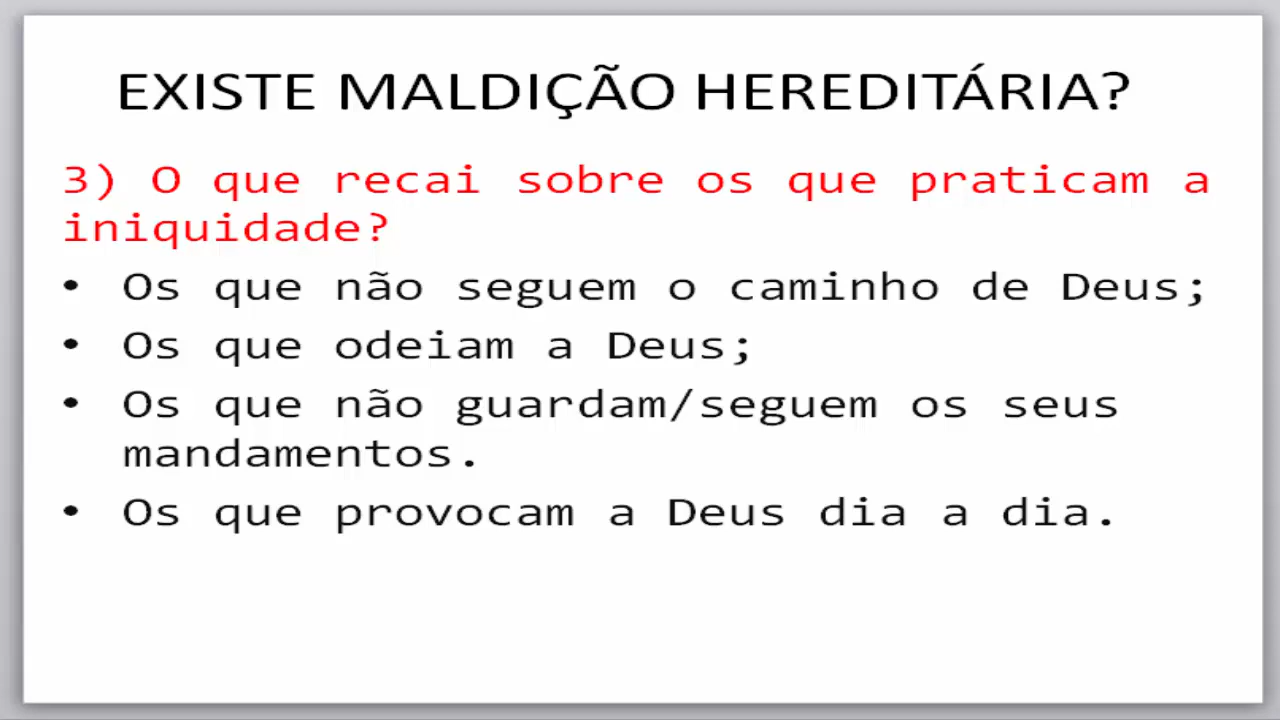 EXISTE MALDIÇÃO HEREDITÁRIA?
3) O que recai sobre os que praticam a
iniquidade?
• Os que não seguem o caminho de Deus;
• Os que odeiam a Deus;
• Os que não guardam/seguem os seus
mandamentos.
• Os que provocam a Deus dia a dia.